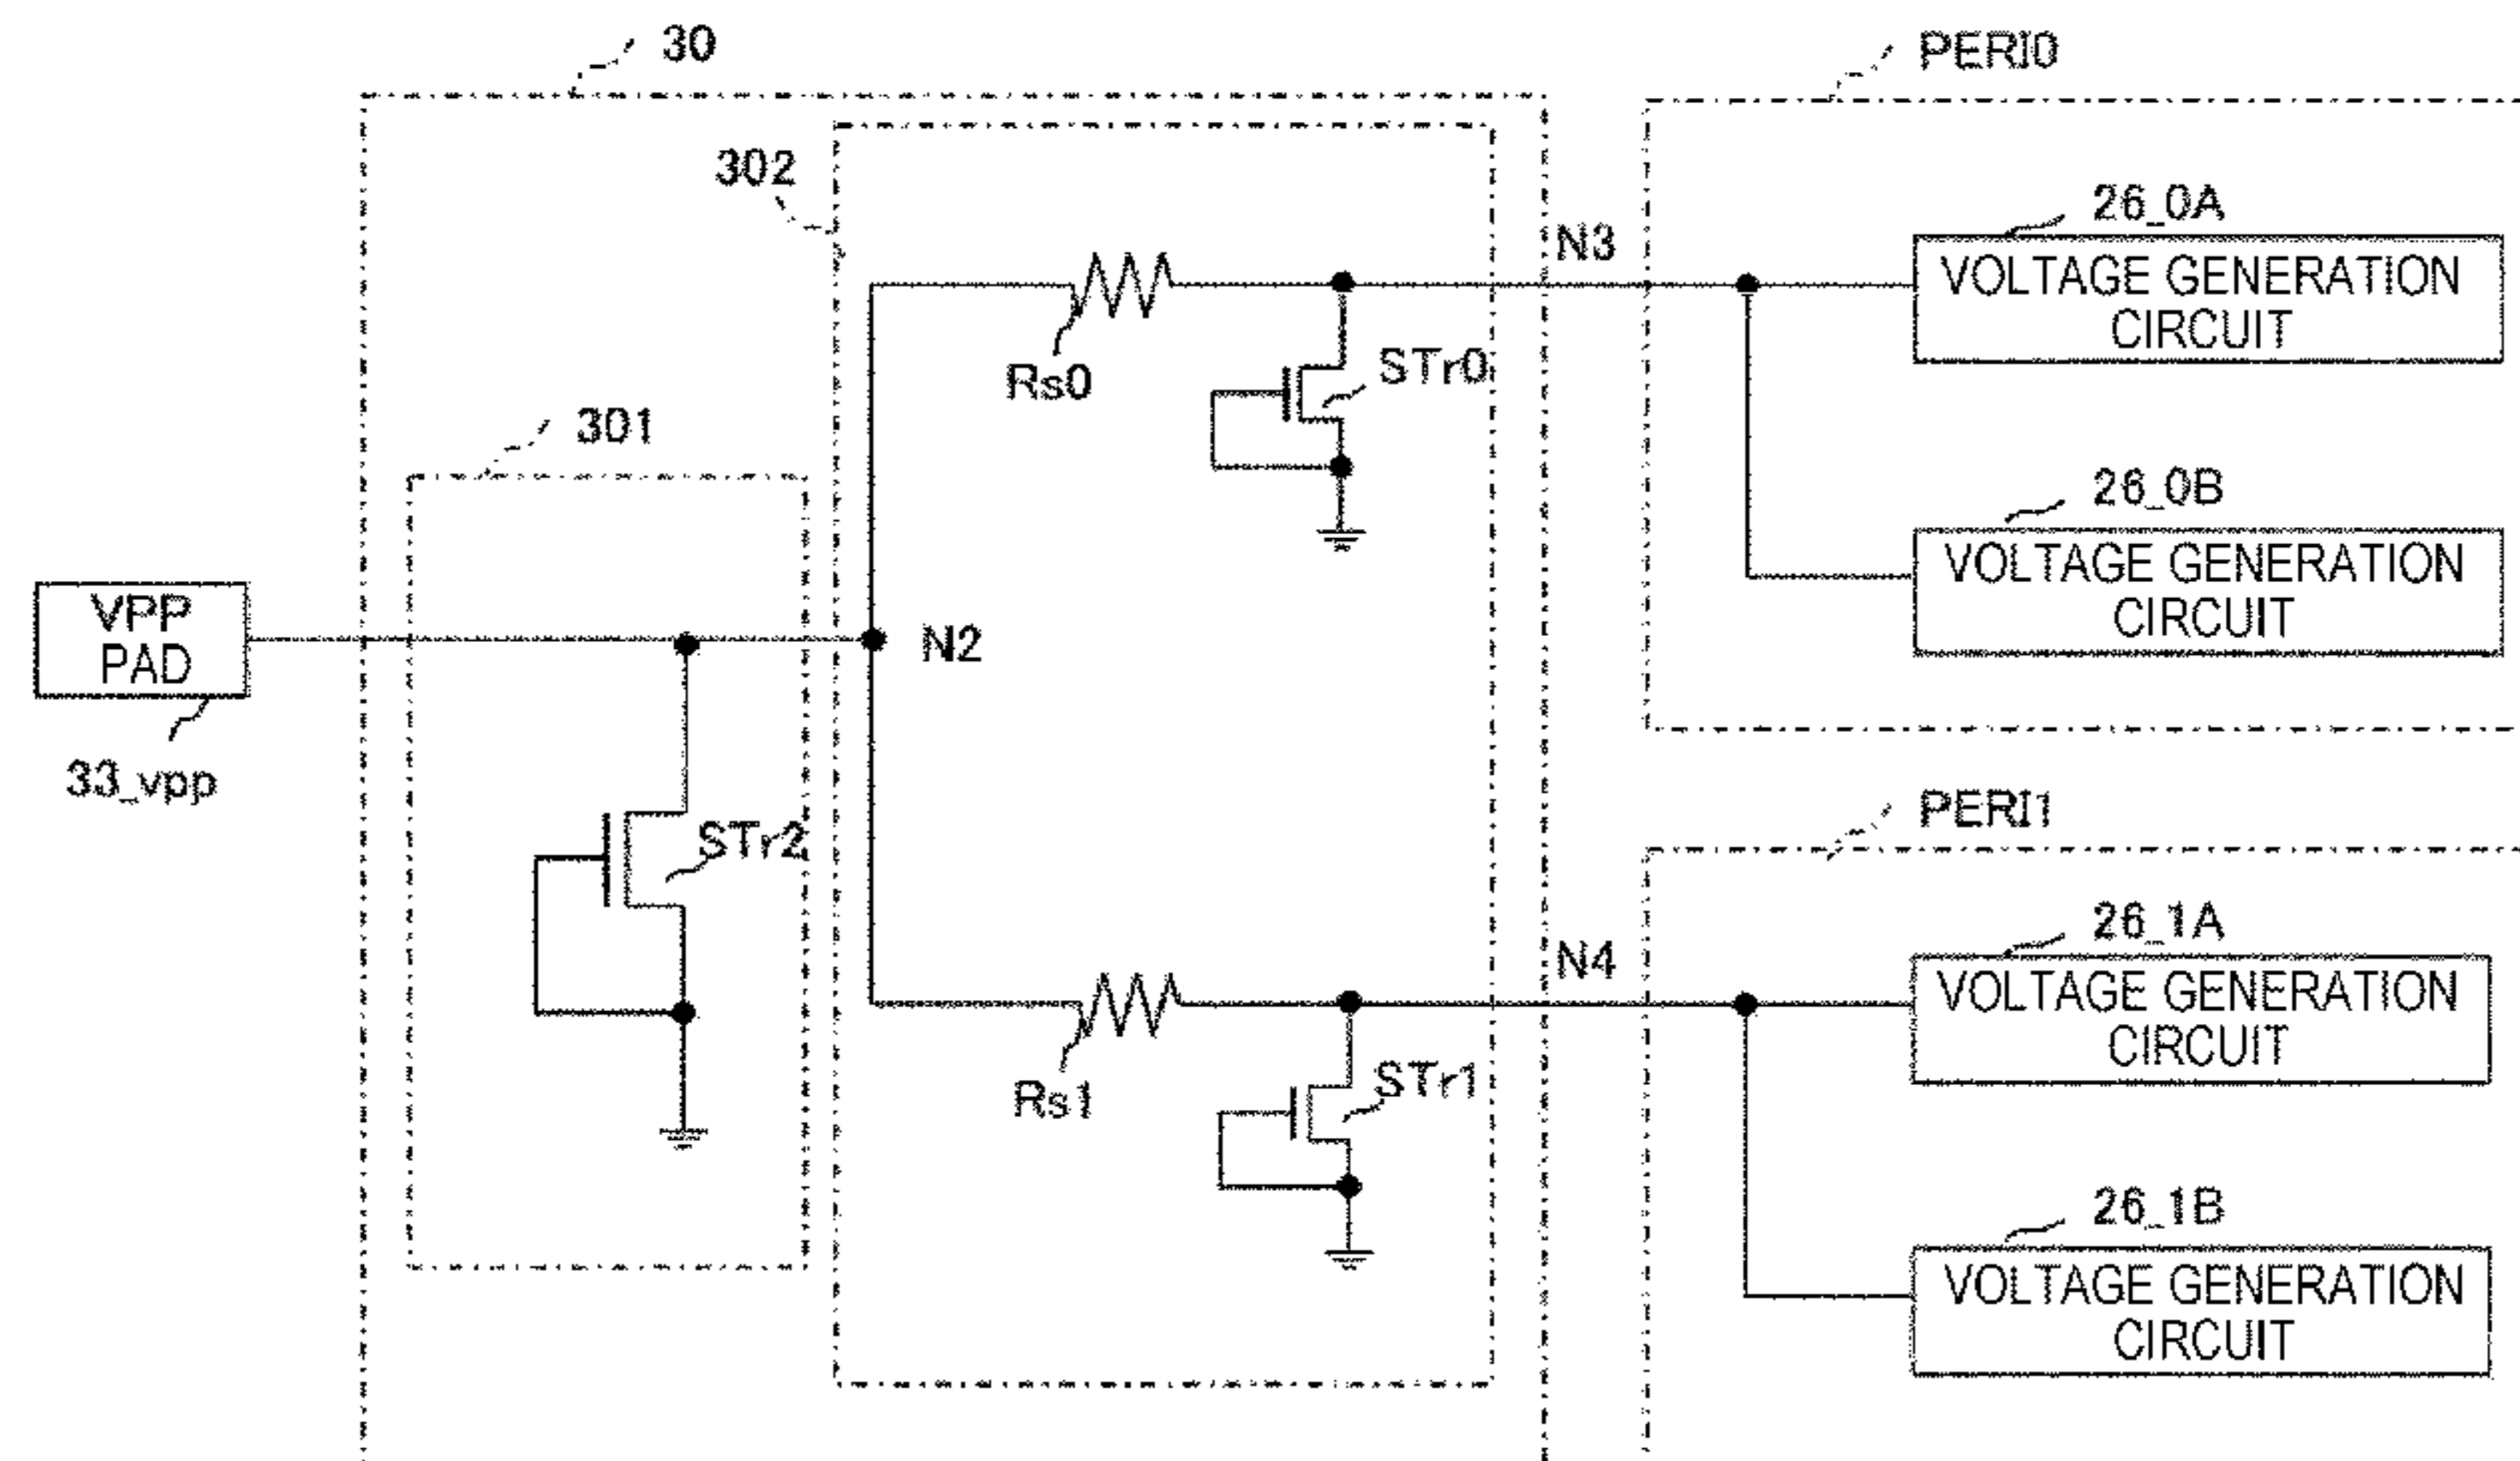 30
PERI0
302
26_0A
N3
VOLTAGE GENERATION
CIRCUIT
Rs0
STr0
301
26_0B
VOLTAGE GENERATION
CIRCUIT
VPP
PAD
N2
33_vpp
PERI1
STr2
26_1A
N4
VOLTAGE GENERATION
CIRCUIT
Rs1
STr1
26_1B
VOLTAGE GENERATION
CIRCUIT